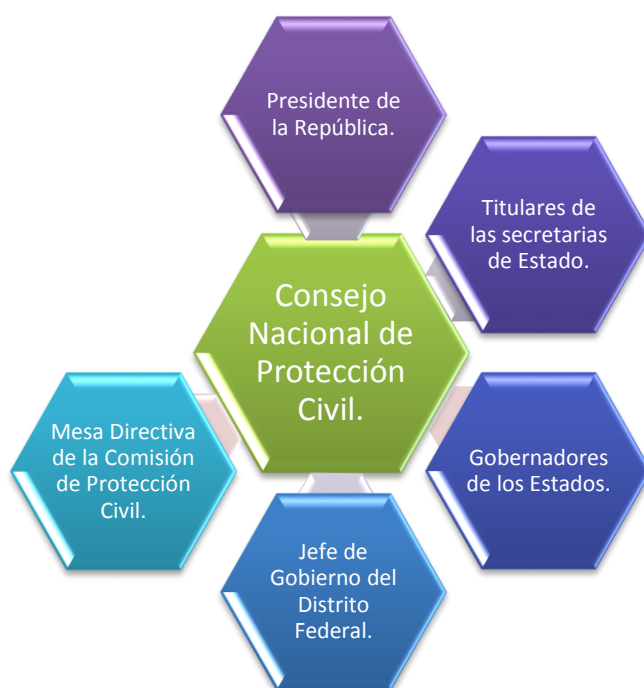 Presidente de
la República.
Titulares de
las secretarias
de Estado.
Consejo
Nacional de
Protección
Civil.
Mesa Directiva
de la Comisión
de Protección
Civil.
Gobernadores
de los Estados.
Jefe de
Gobierno del
Distrito
Federal.